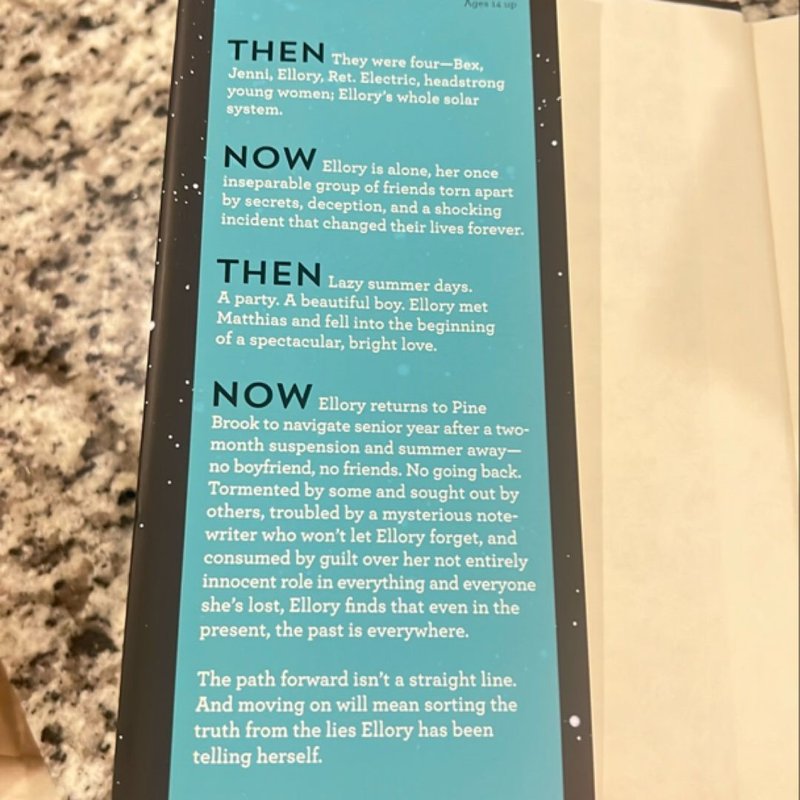 Ages 14 up
THEN They were four—Bex,
Jenni, Ellory, Ret. Electric, headstrong
young women; Ellory's whole solar
system.
NOW Ellory is alone, her once
inseparable group of friends torn apart
by secrets, deception, and a shocking
incident that changed their lives forever.
THEN Lazy summer days.
A party. A beautiful boy. Ellory met
Matthias and fell into the beginning
of a spectacular, bright love.
NOW Ellory returns to Pine
Brook to navigate senior year after a two-
month suspension and summer away—
no boyfriend, no friends. No going back.
Tormented by some and sought out by
others, troubled by a mysterious note-
writer who won't let Ellory forget, and
consumed by guilt over her not entirely
innocent role in everything and everyone
she's lost, Ellory finds that even in the
present, the past is everywhere.
The path forward isn't a straight line.
And moving on will mean sorting the
truth from the lies Ellory has been
telling herself.